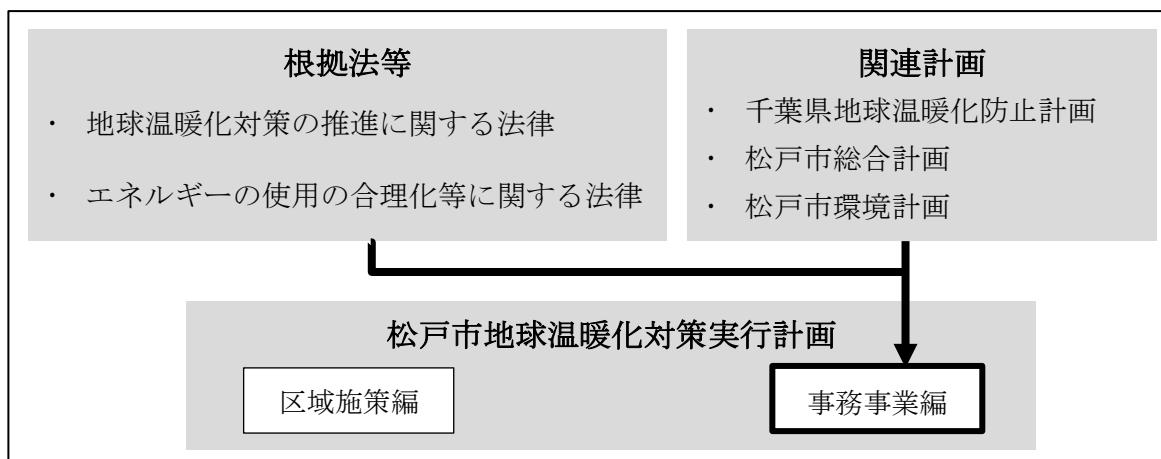 根拠法等
・ 地球温暖化対策の推進に関する法律
・ エネルギーの使用の合理化等に関する法律
関連計画
・ 千葉県地球温暖化防止計画
・ 松戸市総合計画
・ 松戸市環境計画
松戸市地球温暖化対策実行計画
区域施策編
事務事業編